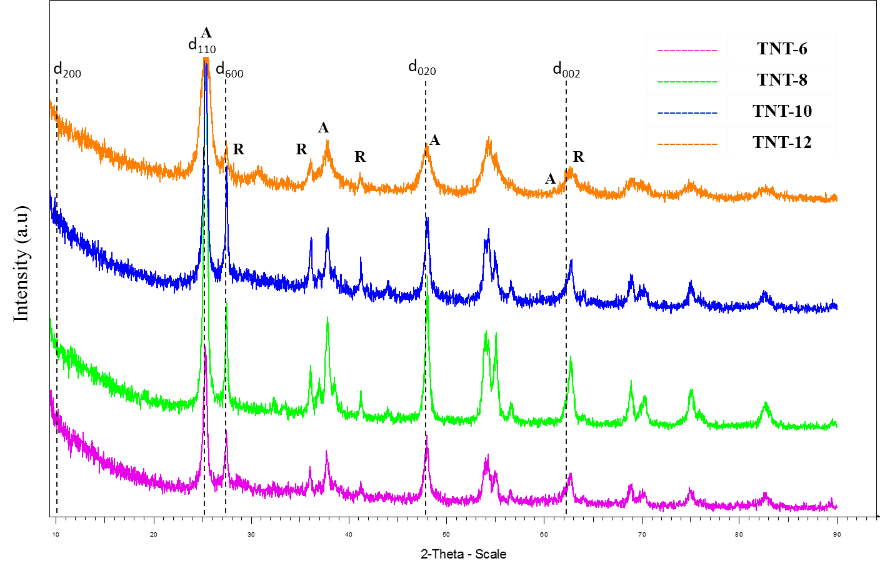 A
d110
d200
d600
d020
d002
TNT-6
TNT-8
TNT-10
TNT-12
R
R
A
R
A
A
R
Intensity (a.u)
10 20 30 40 50 60 70 80 90
2-Theta - Scale